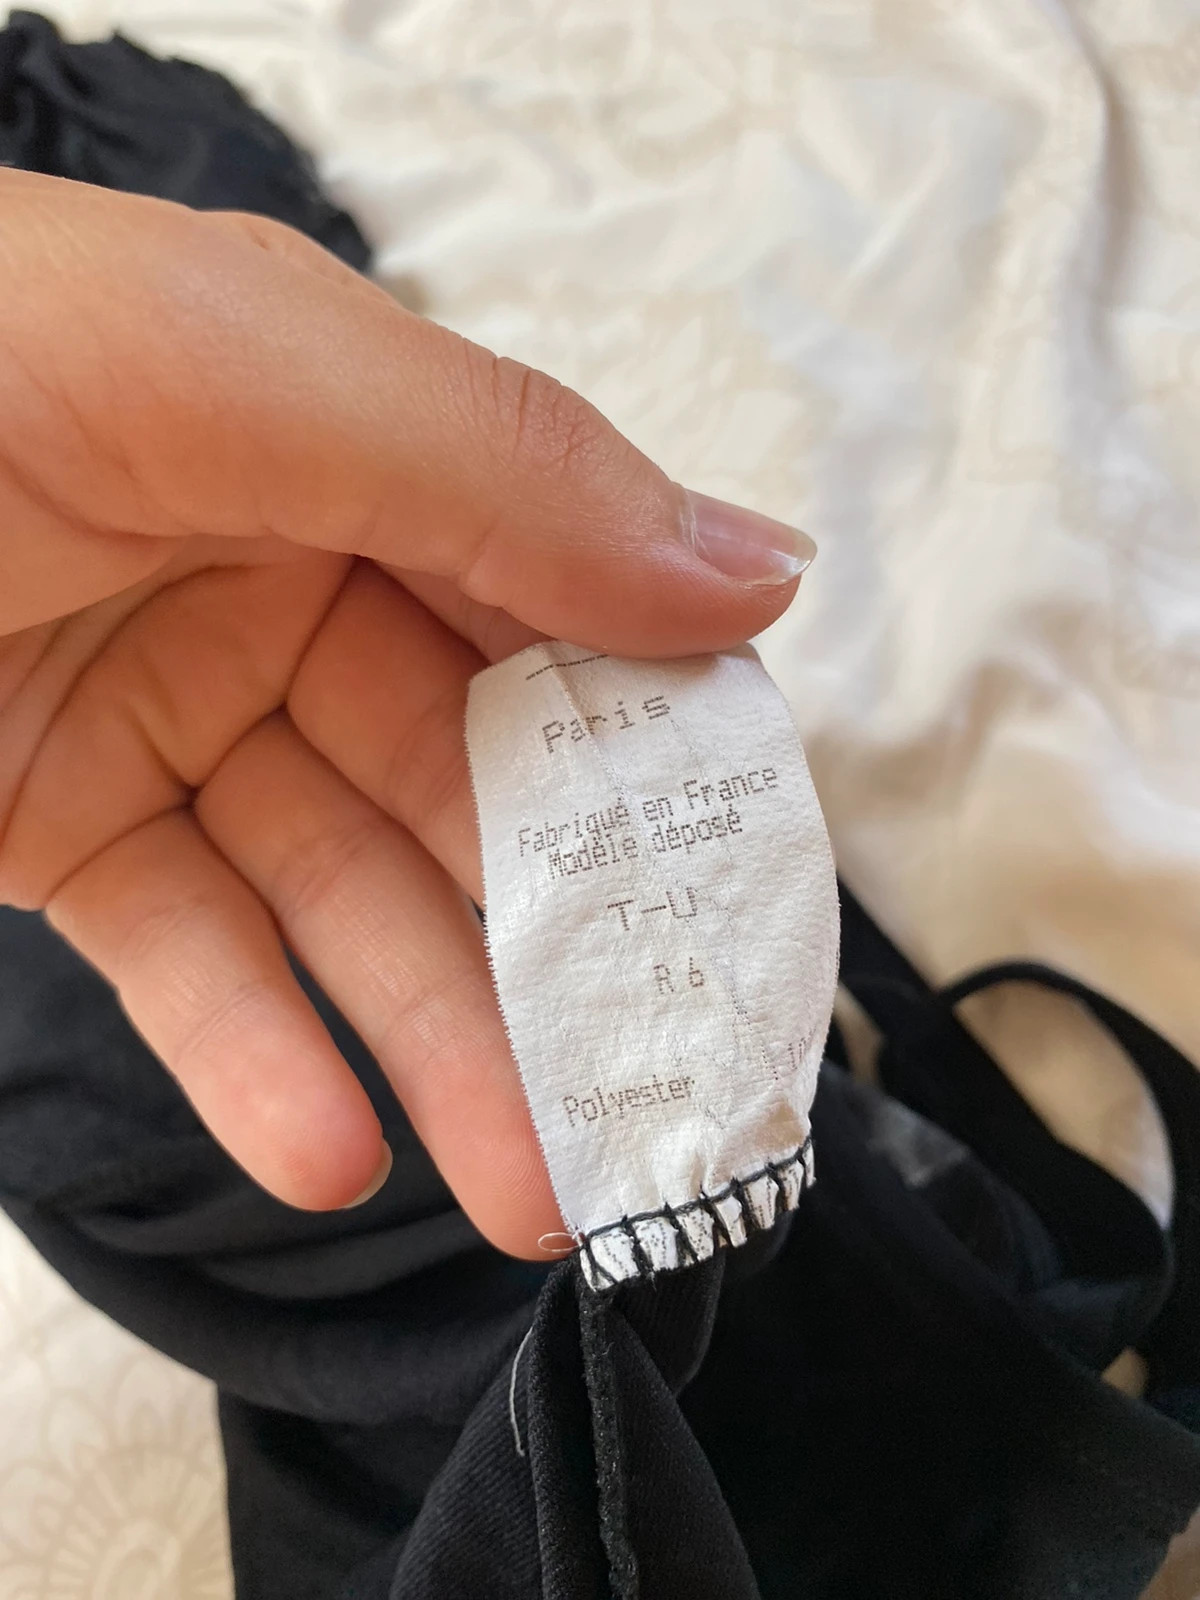 Paris
Fabriqué en France
Modèle déposé
T-U
R 6
Polyester